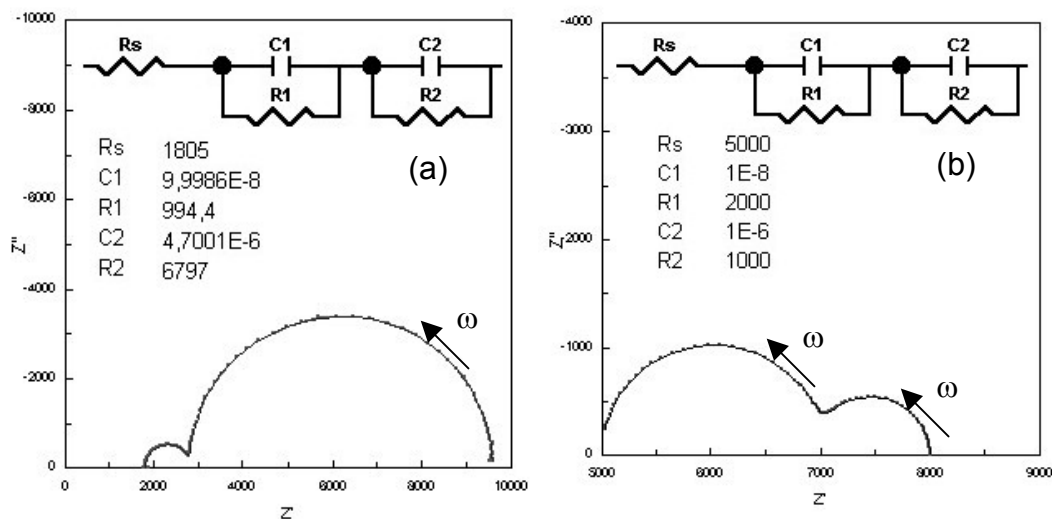 -10000
-8000
-6000
-4000
-2000
0
Z''
Rs
C1
C2
R1
R2
Rs 1805
C1 9,9986E-8
R1 994,4
C2 4,7001E-6
R2 6797
(a)
ω
0 2000 4000 6000 8000 10000
Z'
-4000
-3000
-2000
-1000
0
Z''
Rs
C1
C2
R1
R2
Rs 5000
C1 1E-8
R1 2000
C2 1E-6
R2 1000
(b)
ω
ω
5000 6000 7000 8000 9000
Z'